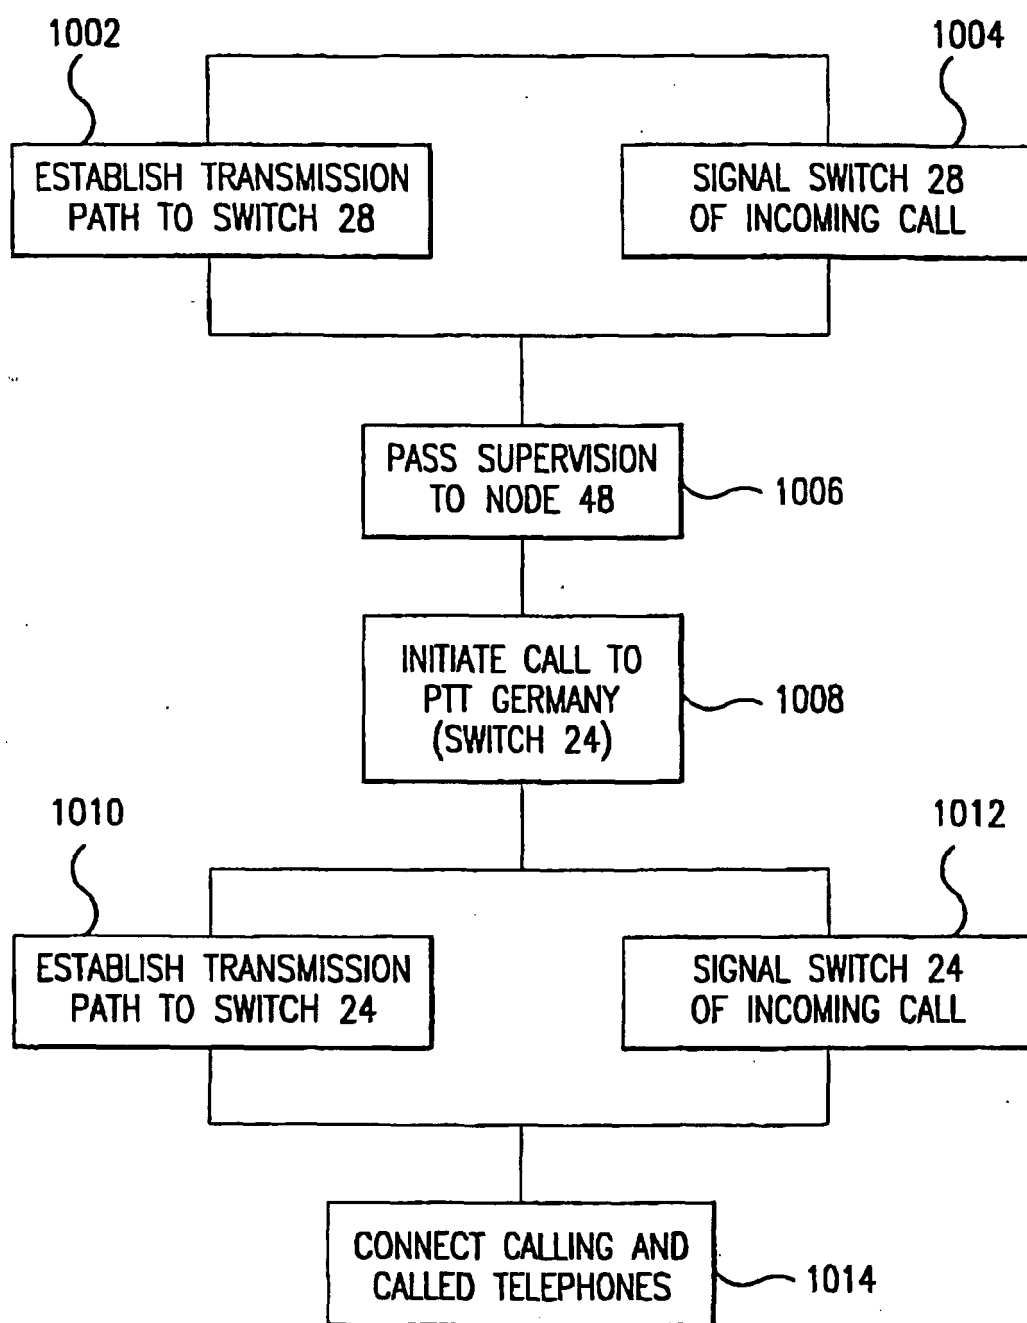 1002
1004
ESTABLISH TRANSMISSION
PATH TO SWITCH 28
SIGNAL SWITCH 28
OF INCOMING CALL
PASS SUPERVISION
TO NODE 48
1006
INITIATE CALL TO
PTT GERMANY
(SWITCH 24)
1008
1010
1012
ESTABLISH TRANSMISSION
PATH TO SWITCH 24
SIGNAL SWITCH 24
OF INCOMING CALL
CONNECT CALLING AND
CALLED TELEPHONES
1014